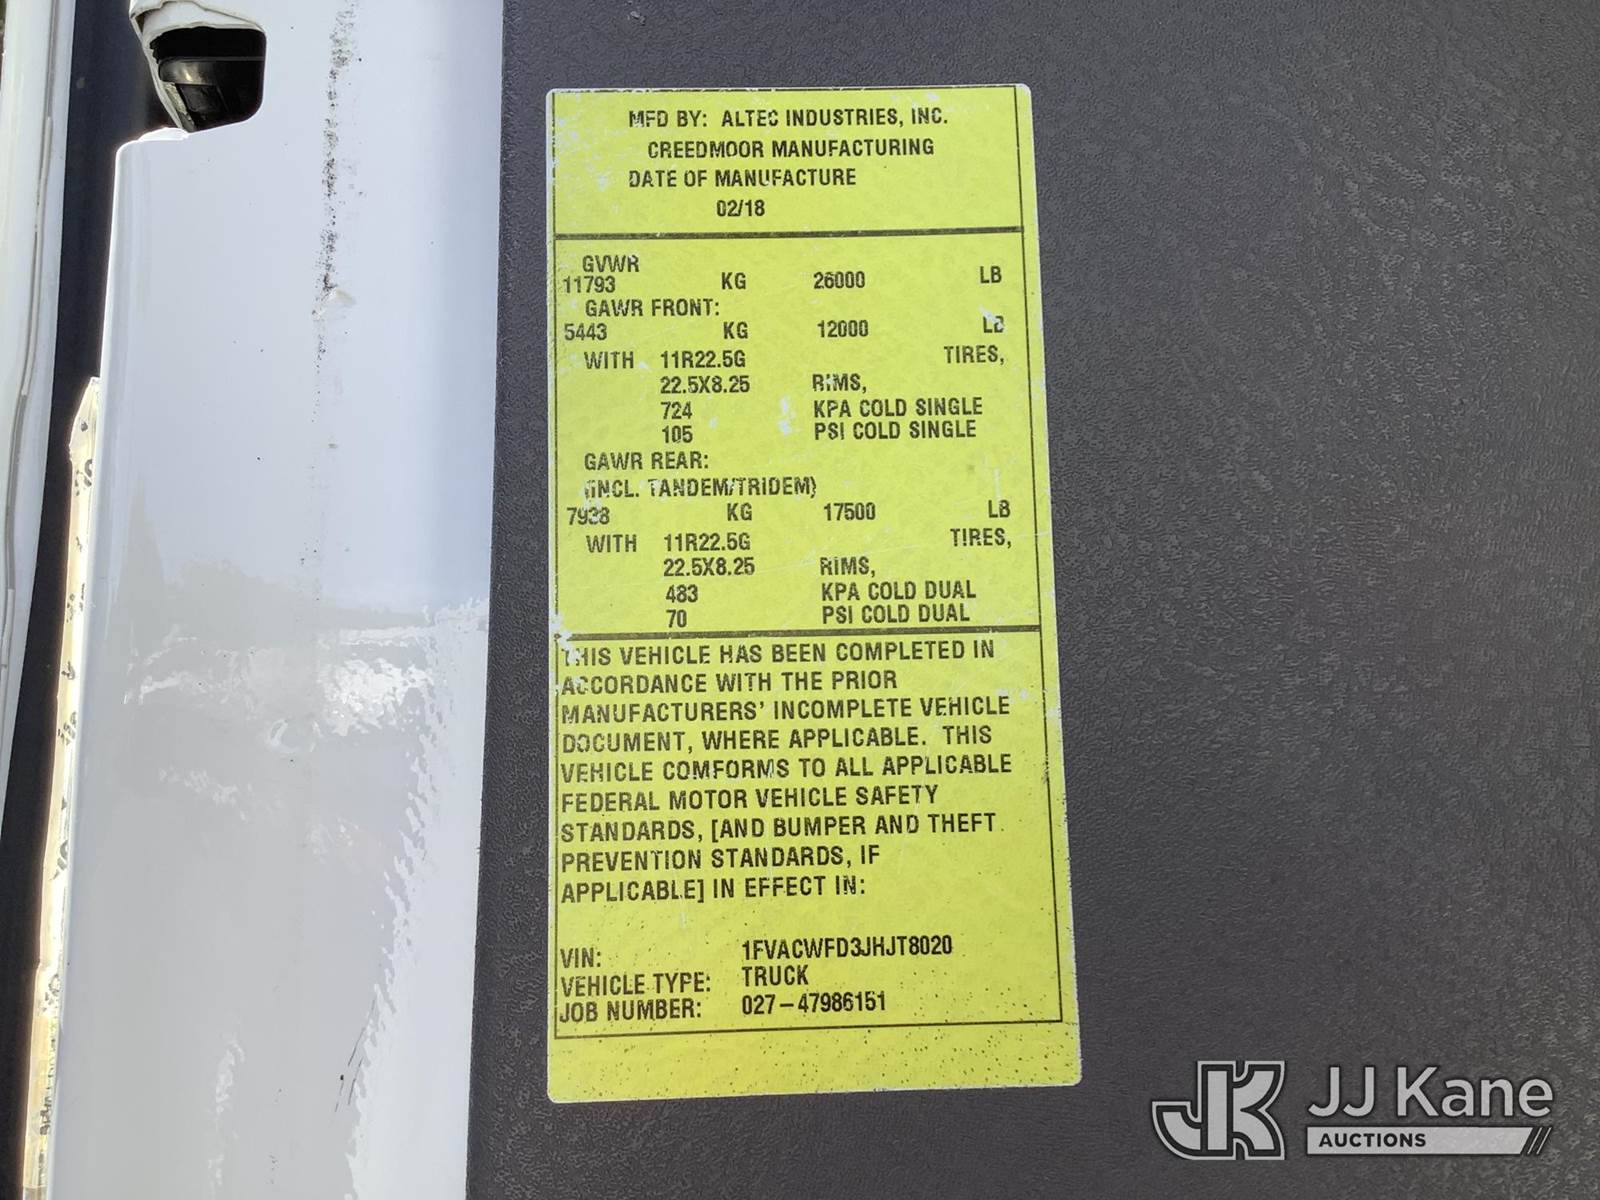 MFD BY: ALTEC INDUSTRIES, INC.
CREEDMOOR MANUFACTURING
DATE OF MANUFACTURE
02/18
GVWR
11793 KG 26000 LB
GAWR FRONT:
5443 KG 12000 LB
WITH 11R22.5G TIRES,
22.5X8.25 RIMS,
724 KPA COLD SINGLE
105 PSI COLD SINGLE
GAWR REAR:
(INCL. TANDEM/TRIDEM)
7938 KG 17500 LB
WITH 11R22.5G TIRES,
22.5X8.25 RIMS,
483 KPA COLD DUAL
70 PSI COLD DUAL
THIS VEHICLE HAS BEEN COMPLETED IN
ACCORDANCE WITH THE PRIOR
MANUFACTURERS' INCOMPLETE VEHICLE
DOCUMENT, WHERE APPLICABLE. THIS
VEHICLE COMFORMS TO ALL APPLICABLE
FEDERAL MOTOR VEHICLE SAFETY
STANDARDS, [AND BUMPER AND THEFT
PREVENTION STANDARDS, IF
APPLICABLE] IN EFFECT IN:
VIN: 1FVACWFD3JHJT8020
VEHICLE TYPE: TRUCK
JOB NUMBER: 027-47986151
JK JJ Kane
AUCTIONS